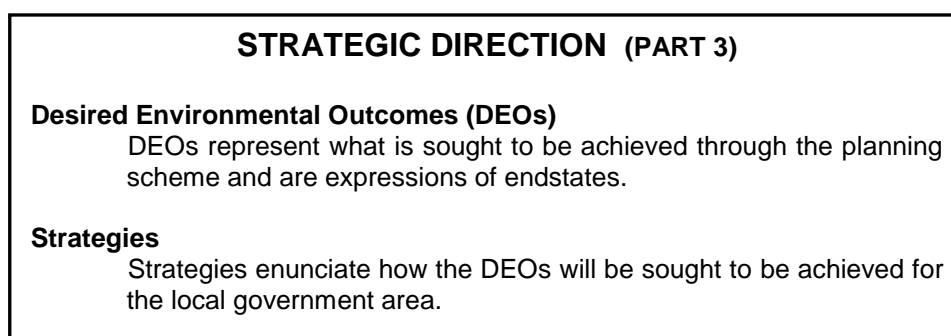 STRATEGIC DIRECTION (PART 3)
Desired Environmental Outcomes (DEOs)
DEOs represent what is sought to be achieved through the planning
scheme and are expressions of endstates.
Strategies
Strategies enunciate how the DEOs will be sought to be achieved for
the local government area.